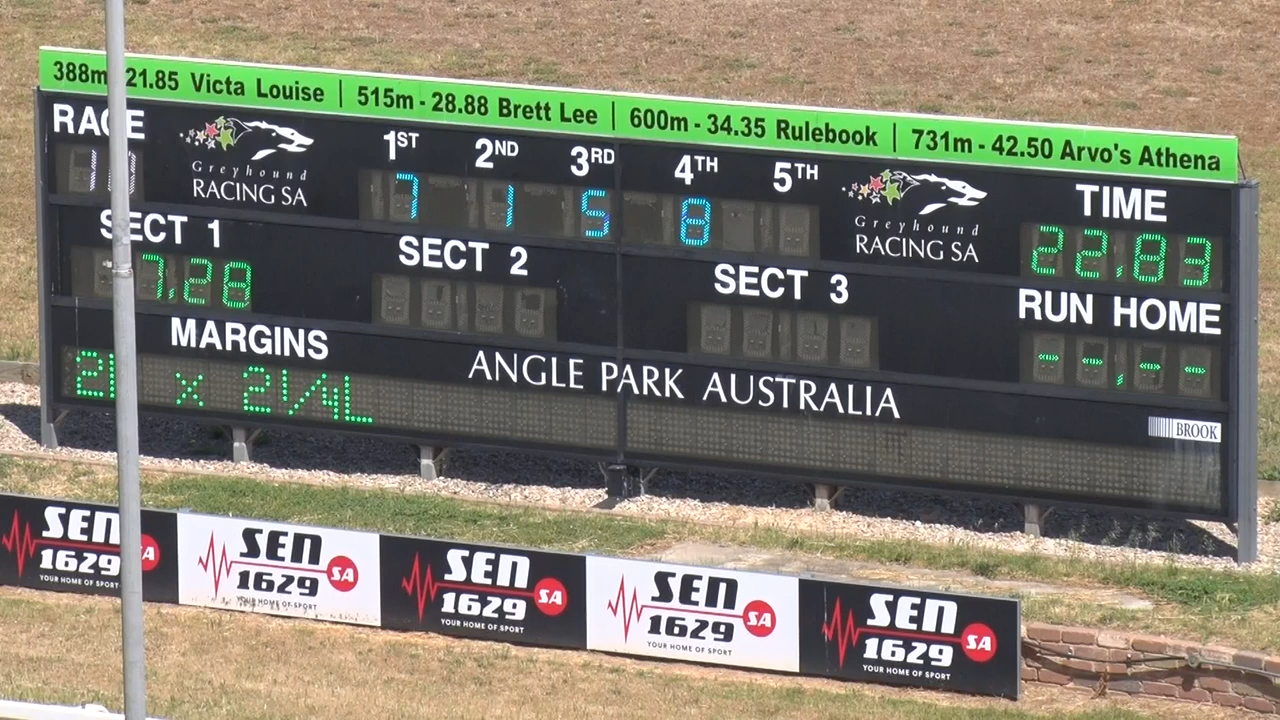 388m 21.85 Victa Louise | 515m - 28.88 Brett Lee | 600m - 34.35 Rulebook | 731m - 42.50 Arvo's Athena
RACE
Greyhound
RACING SA
1ST 2ND 3RD 4TH 5TH
7 1 5 8
Greyhound
RACING SA
TIME
22.83
SECT 1
7.28
SECT 2
SECT 3
RUN HOME
--.--
MARGINS
2L x 2¼L
ANGLE PARK AUSTRALIA
BROOK
SEN
1629 SA
YOUR HOME OF SPORT
SEN
1629 SA
YOUR HOME OF SPORT
SEN
1629 SA
YOUR HOME OF SPORT
SEN
1629 SA
YOUR HOME OF SPORT
SEN
1629 SA
YOUR HOME OF SPORT